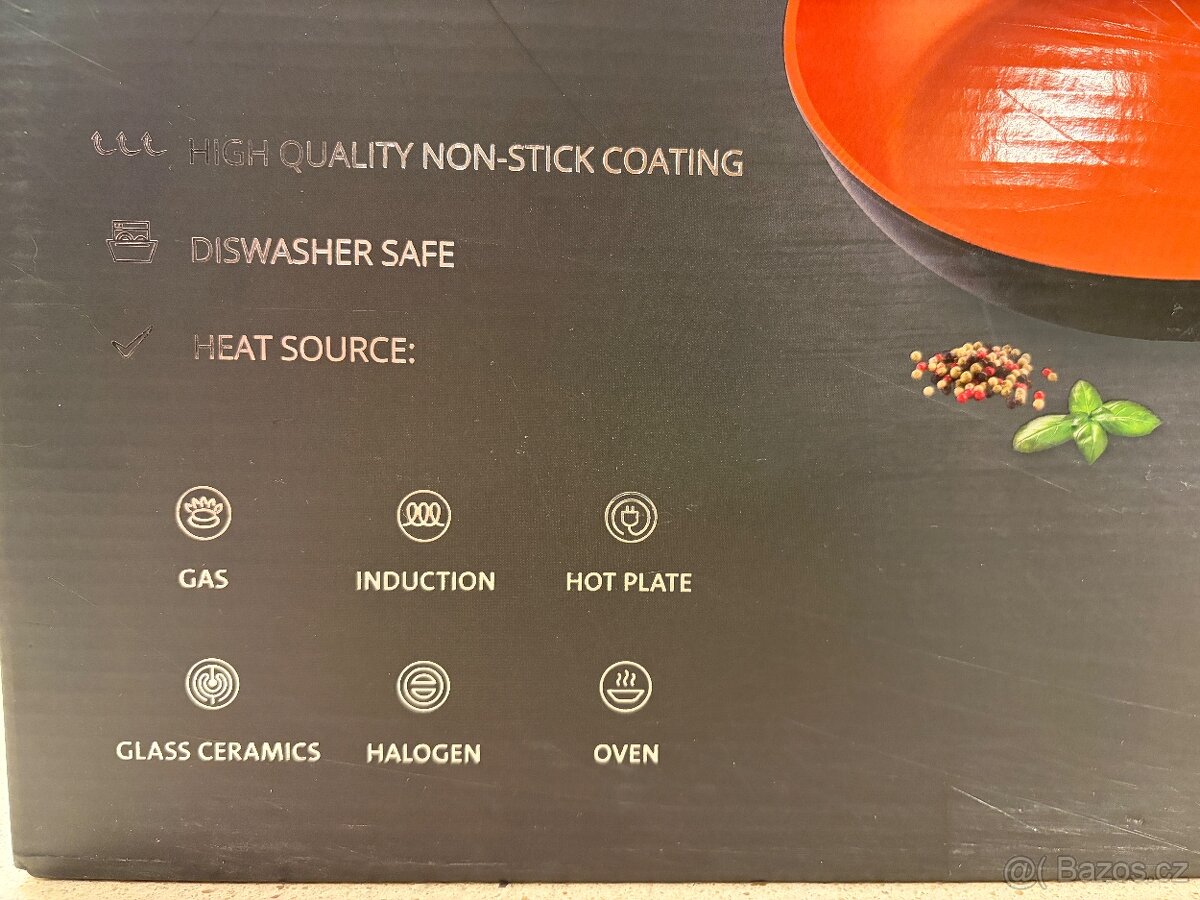 HIGH QUALITY NON-STICK COATING
DISWASHER SAFE
HEAT SOURCE:
GAS INDUCTION HOT PLATE
GLASS CERAMICS HALOGEN OVEN
@( Bazos.cz